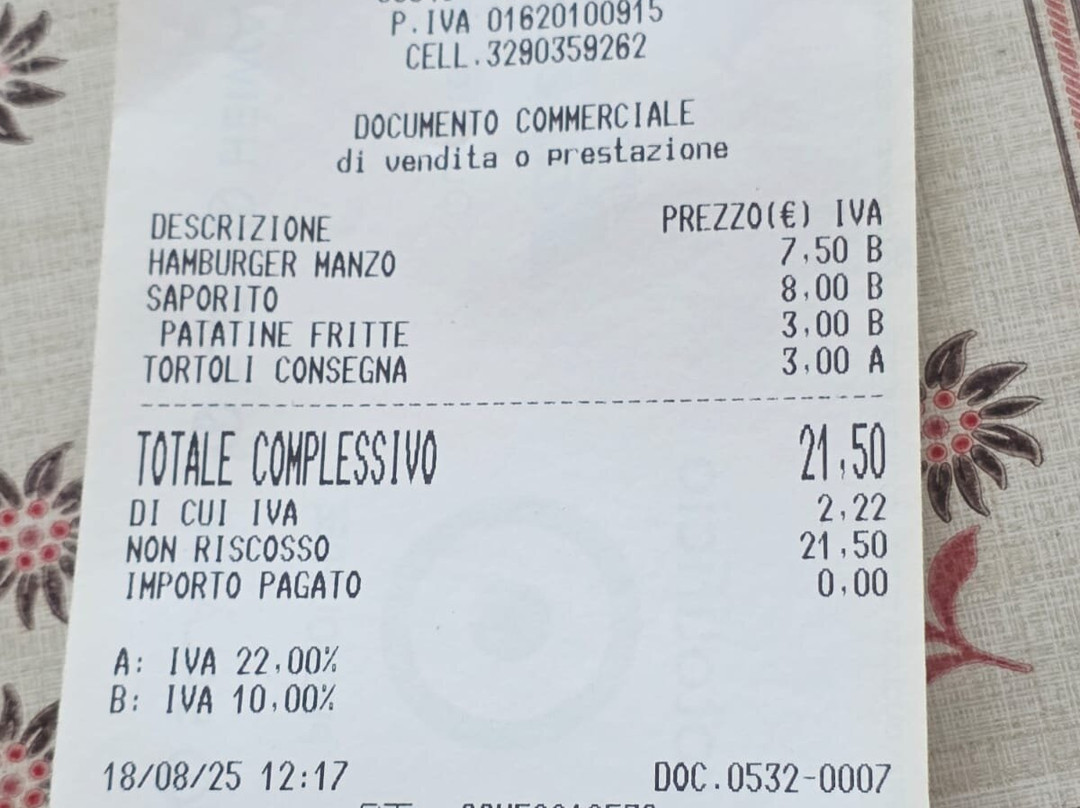 P.IVA 01620100915
CELL.3290359262
DOCUMENTO COMMERCIALE
di vendita o prestazione
DESCRIZIONE PREZZO(€) IVA
HAMBURGER MANZO 7,50 B
SAPORITO 8,00 B
PATATINE FRITTE 3,00 B
TORTOLI CONSEGNA 3,00 A
TOTALE COMPLESSIVO 21,50
DI CUI IVA 2,22
NON RISCOSSO 21,50
IMPORTO PAGATO 0,00
A: IVA 22,00%
B: IVA 10,00%
18/08/25 12:17 DOC.0532-0007